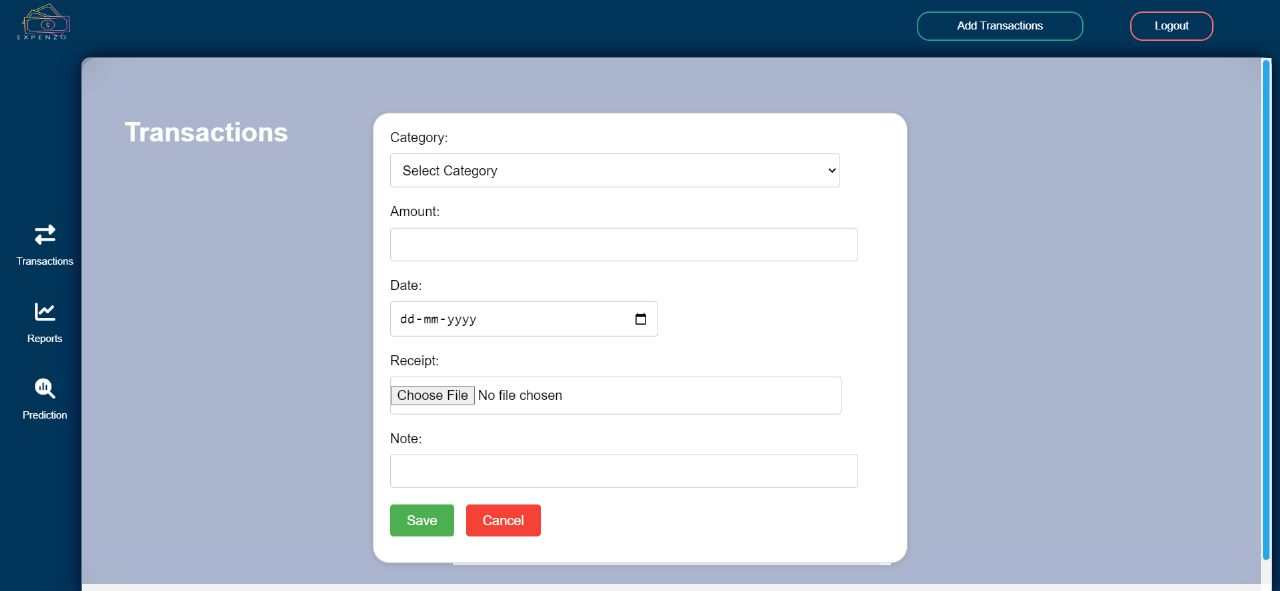 EXPENZO
Add Transactions
Logout
Transactions
Category:
Select Category
Amount:
Date:
dd-mm-yyyy
Receipt:
Choose File No file chosen
Note:
Save Cancel
Transactions
Reports
Prediction